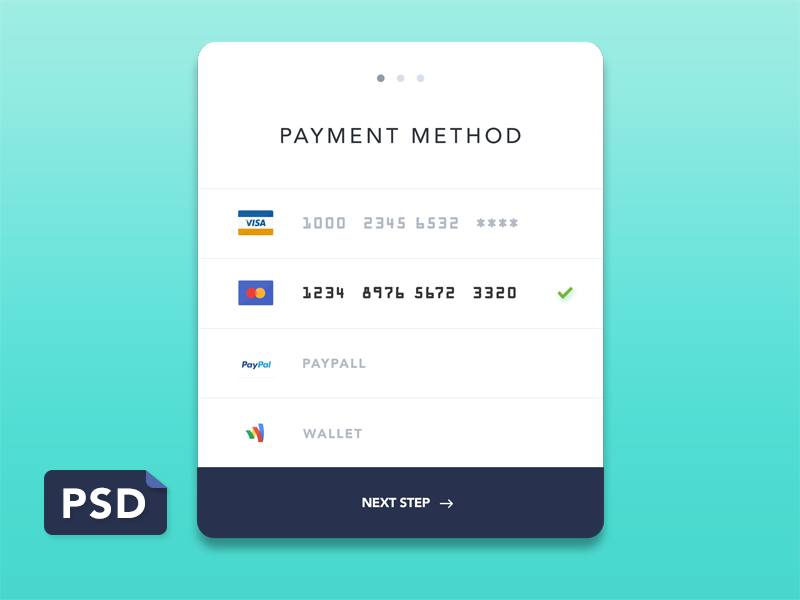 PAYMENT METHOD
VISA 1000 2345 6532 ****
1234 8976 5672 3320
PayPal PAYPALL
WALLET
PSD
NEXT STEP →